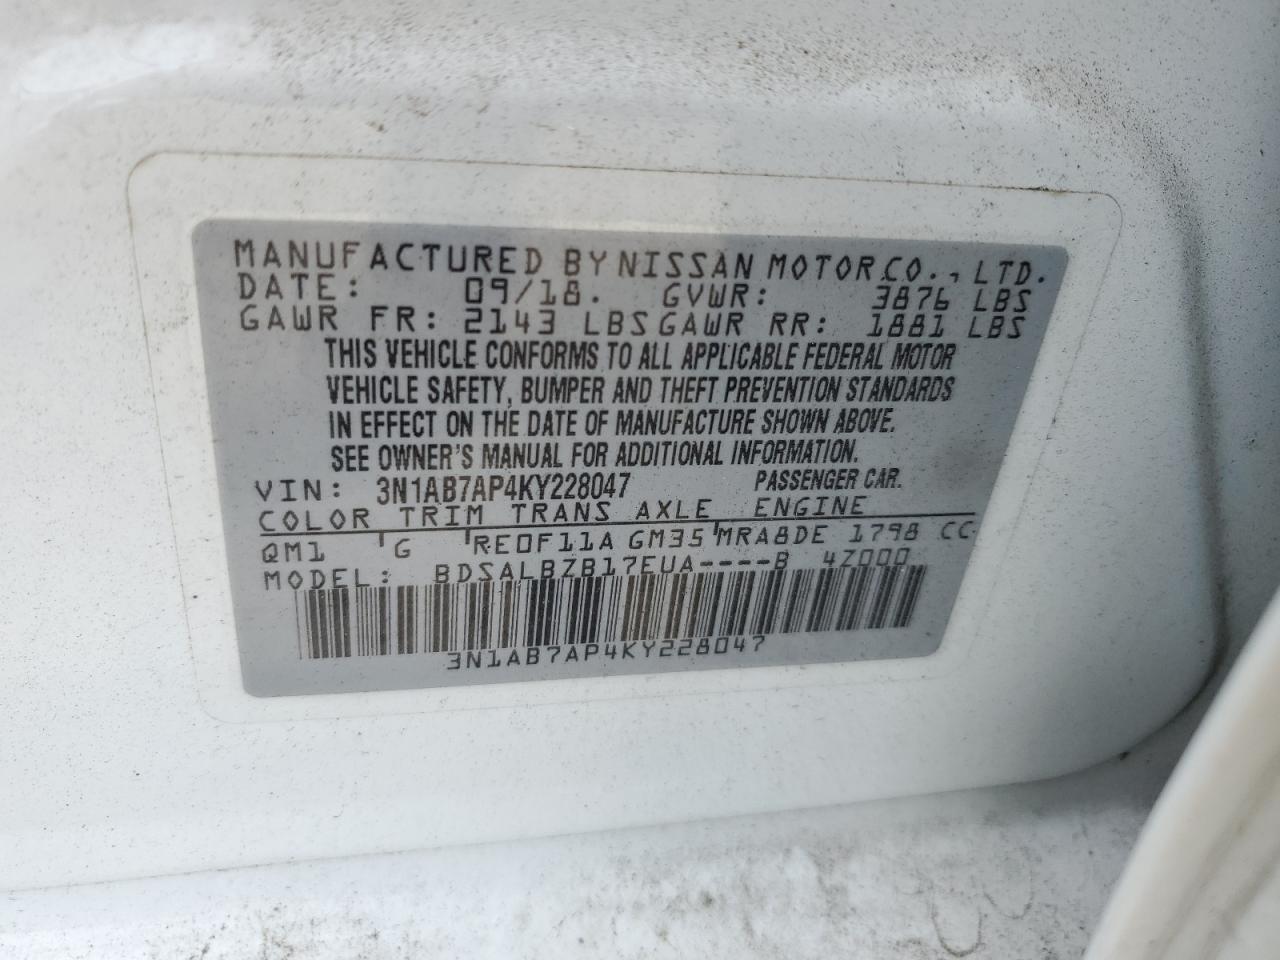 MANUFACTURED BY NISSAN MOTOR CO., LTD.
DATE: 09/18. GVWR: 3876 LBS
GAWR FR: 2143 LBS GAWR RR: 1881 LBS
THIS VEHICLE CONFORMS TO ALL APPLICABLE FEDERAL MOTOR
VEHICLE SAFETY, BUMPER AND THEFT PREVENTION STANDARDS
IN EFFECT ON THE DATE OF MANUFACTURE SHOWN ABOVE.
SEE OWNER'S MANUAL FOR ADDITIONAL INFORMATION.
VIN: 3N1AB7AP4KY228047 PASSENGER CAR.
COLOR TRIM TRANS AXLE ENGINE
QM1 G RE0F11A GM35 MRA8DE 1798 CC
MODEL: BDSALBZB17EUA----B 4Z000
3N1AB7AP4KY228047